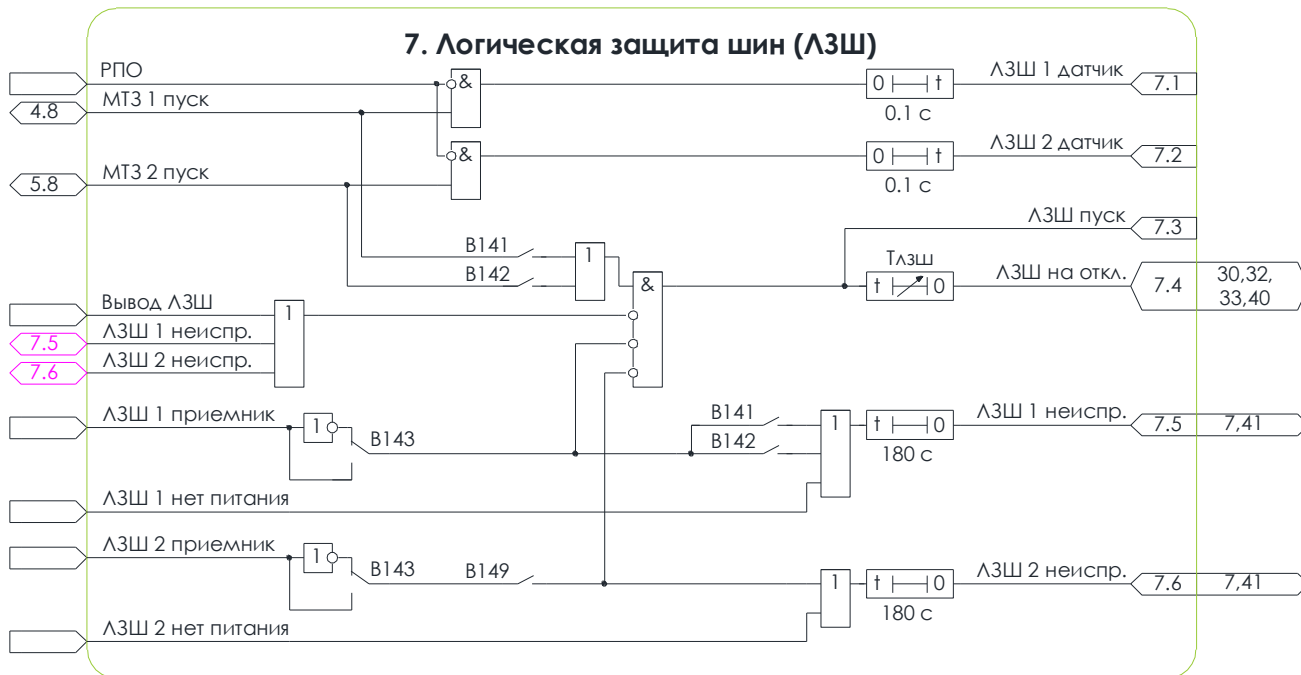 7. Логическая защита шин (ЛЗШ)
РПО
&
0 t
ЛЗШ 1 датчик
7.1
4.8
МТЗ 1 пуск
0.1 с
&
0 t
ЛЗШ 2 датчик
7.2
5.8
МТЗ 2 пуск
0.1 с
ЛЗШ пуск
7.3
В141
1
В142
&
Тлзш
t 0
ЛЗШ на откл.
7.4
30,32,
33,40
Вывод ЛЗШ
1
7.5
ЛЗШ 1 неиспр.
7.6
ЛЗШ 2 неиспр.
ЛЗШ 1 приемник
1
В143
В141
В142
1
t 0
180 с
ЛЗШ 1 неиспр.
7.5
7,41
ЛЗШ 1 нет питания
ЛЗШ 2 приемник
1
В143
В149
1
t 0
180 с
ЛЗШ 2 неиспр.
7.6
7,41
ЛЗШ 2 нет питания